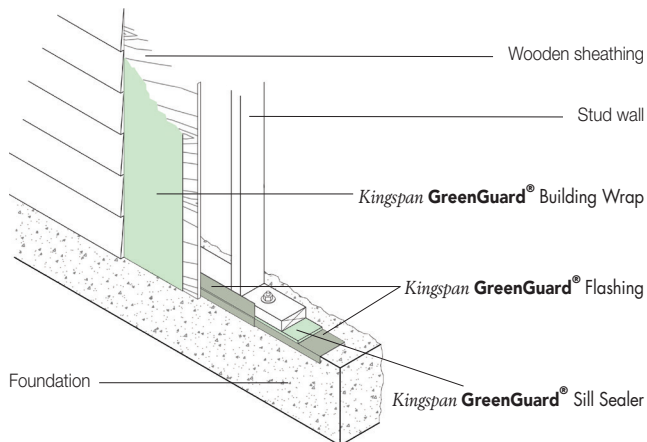 Wooden sheathing
Stud wall
Kingspan GreenGuard® Building Wrap
Kingspan GreenGuard® Flashing
Foundation
Kingspan GreenGuard® Sill Sealer